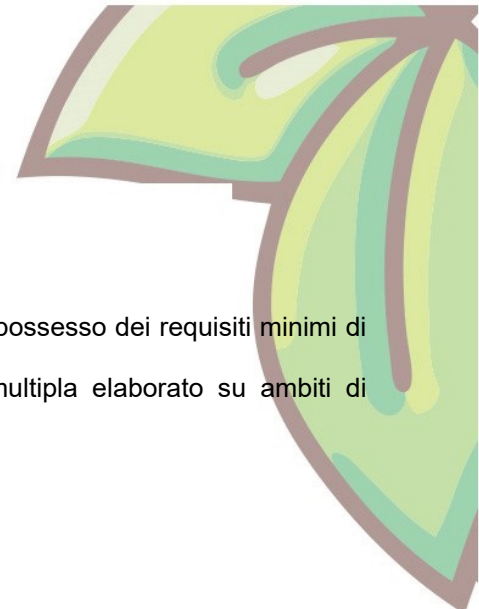 possesso dei requisiti minimi di
multipla elaborato su ambiti di